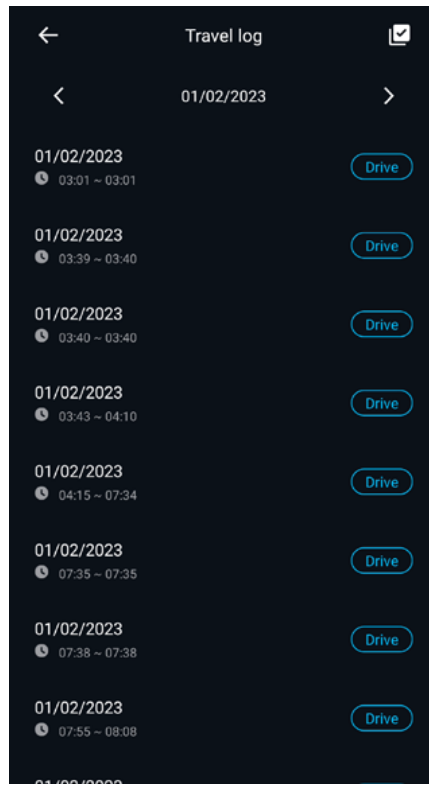 Travel log
01/02/2023
01/02/2023
Drive
03:01 ~ 03:01
01/02/2023
Drive
03:39 ~ 03:40
01/02/2023
Drive
03:40 ~ 03:40
01/02/2023
Drive
03:43 ~ 04:10
01/02/2023
Drive
04:15 ~ 07:34
01/02/2023
Drive
07:35 ~ 07:35
01/02/2023
Drive
07:38 ~ 07:38
01/02/2023
Drive
07:55 ~ 08:08